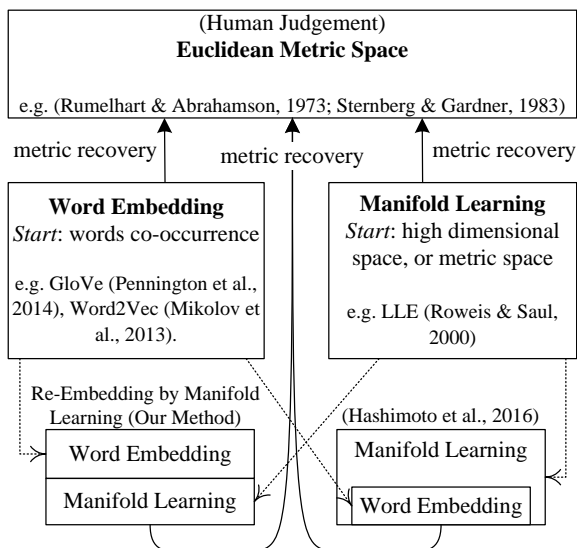 (Human Judgement)
Euclidean Metric Space
e.g. (Rumelhart & Abrahamson, 1973; Sternberg & Gardner, 1983)
metric recovery
metric recovery
metric recovery
Word Embedding
Start: words co-occurrence
e.g. GloVe (Pennington et al.,
2014), Word2Vec (Mikolov
et al., 2013).
Manifold Learning
Start: high dimensional
space, or metric space
e.g. LLE (Roweis & Saul,
2000)
Re-Embedding by Manifold
Learning (Our Method)
Word Embedding
Manifold Learning
(Hashimoto et al., 2016)
Manifold Learning
Word Embedding